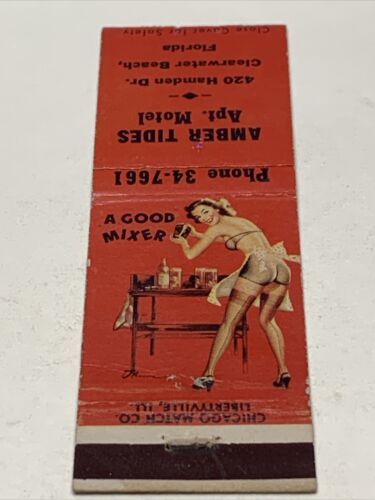 Close Cover for Safety
Florida
Clearwater Beach,
420 Hamden Dr.
Apt. Motel
AMBER TIDES
Phone 34-7661
A GOOD
MIXER
CHICAGO MATCH CO.
LIBERTYVILLE, ILL.